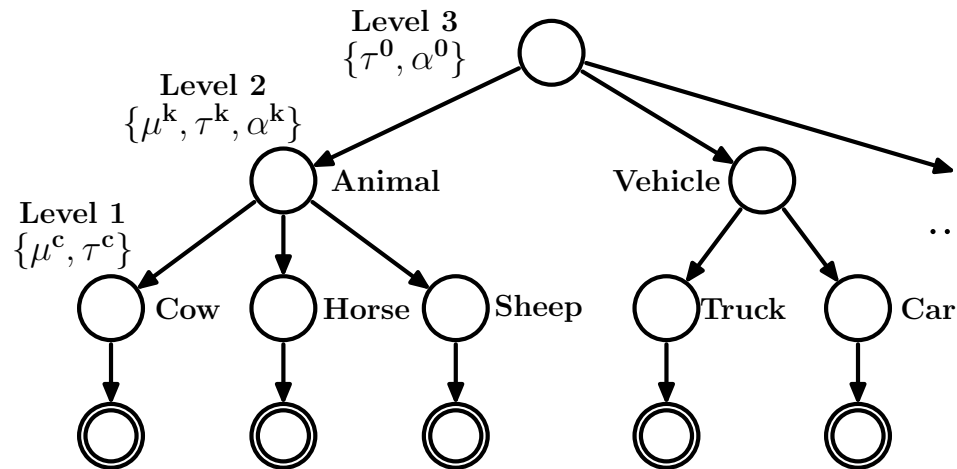 Level 3
{τ⁰, α⁰}
Level 2
{μᵏ, τᵏ, αᵏ}
Animal
Vehicle
Level 1
{μᶜ, τᶜ}
..
Cow
Horse
Sheep
Truck
Car